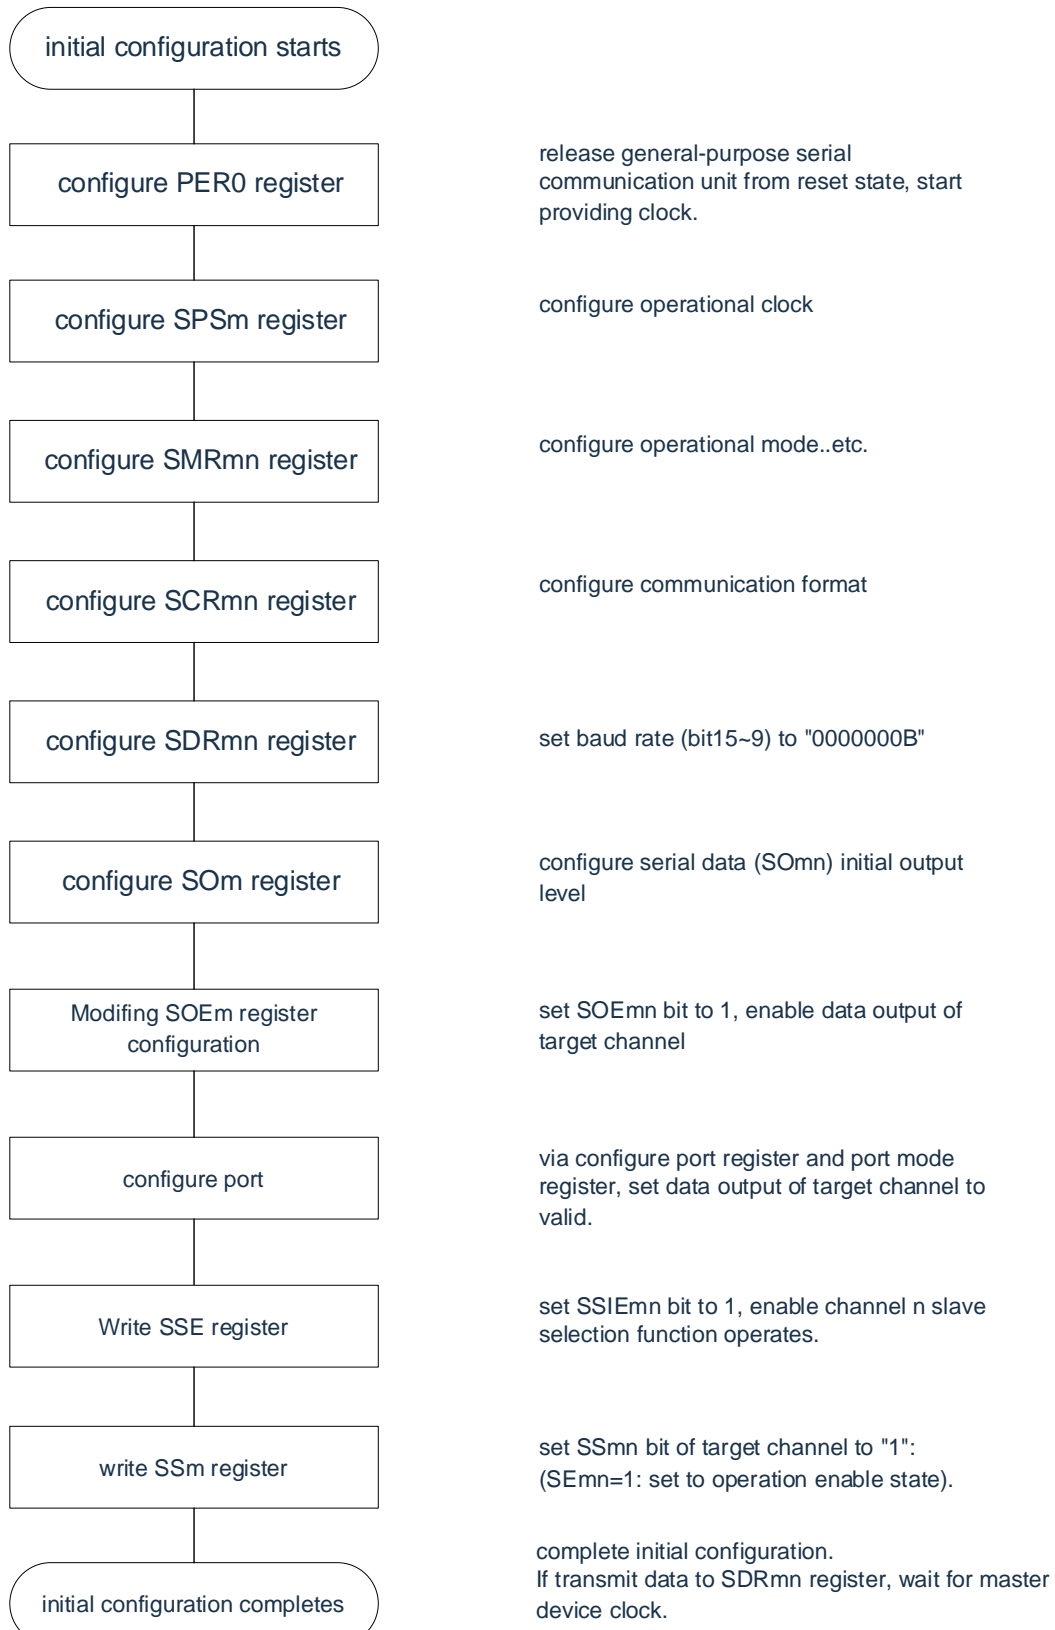 initial configuration starts
configure PER0 register
release general-purpose serial
communication unit from reset state, start
providing clock.
configure SPSm register
configure operational clock
configure SMRmn register
configure operational mode..etc.
configure SCRmn register
configure communication format
configure SDRmn register
set baud rate (bit15~9) to "0000000B"
configure SOm register
configure serial data (SOmn) initial output
level
Modifing SOEm register
configuration
set SOEmn bit to 1, enable data output of
target channel
configure port
via configure port register and port mode
register, set data output of target channel to
valid.
Write SSE register
set SSIEmn bit to 1, enable channel n slave
selection function operates.
write SSm register
set SSmn bit of target channel to "1":
(SEmn=1: set to operation enable state).
initial configuration completes
complete initial configuration.
If transmit data to SDRmn register, wait for master
device clock.